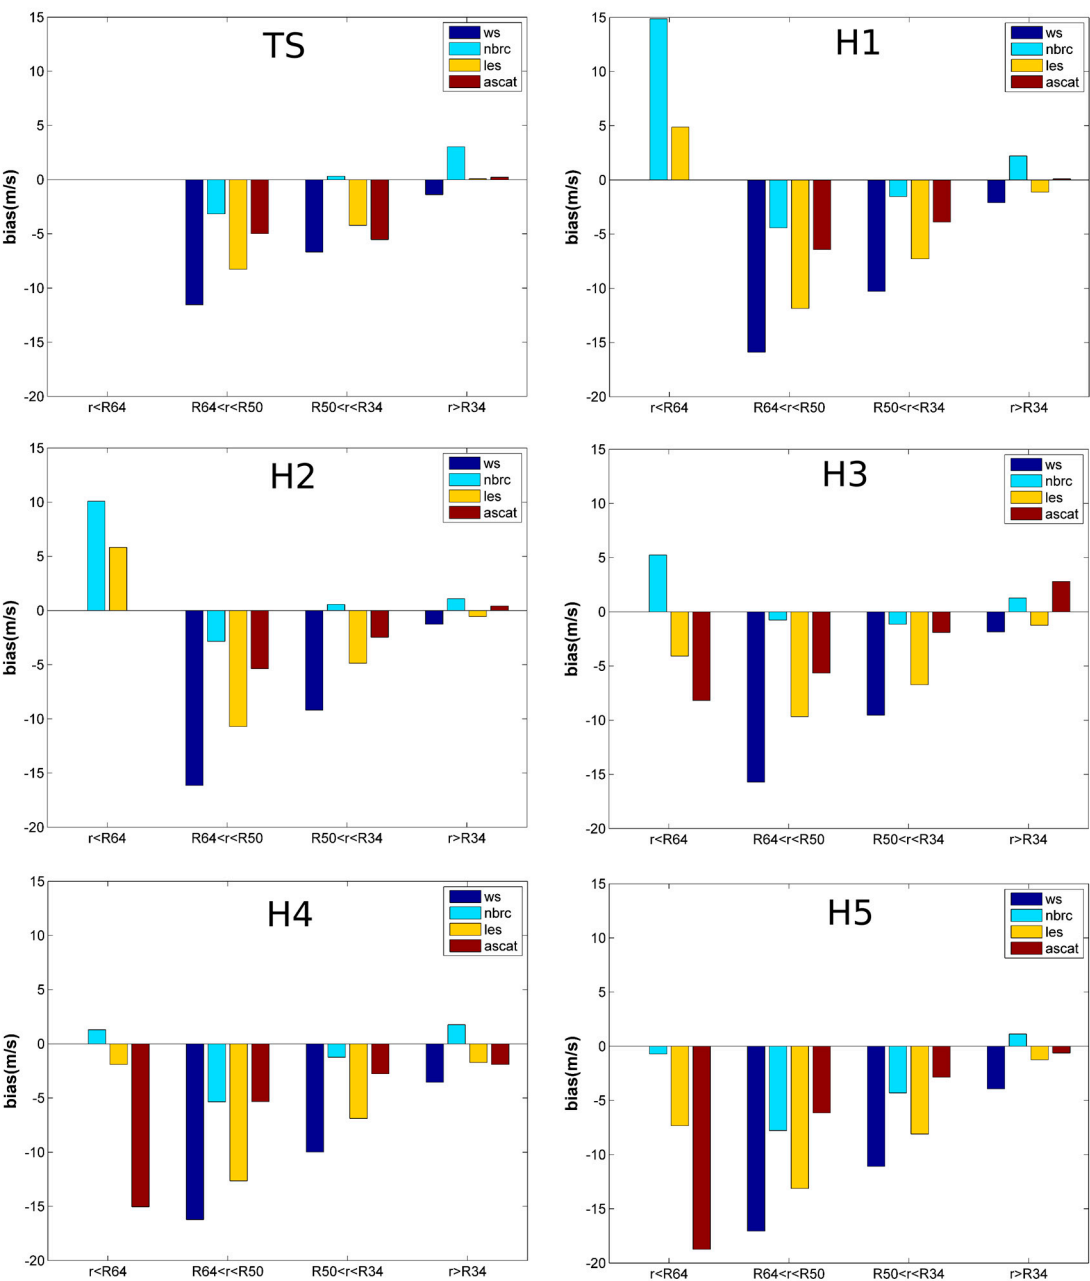 TS
ws
nbrc
les
ascat
15
10
5
0
-5
-10
-15
-20
bias(m/s)
r<R64
R64<r<R50
R50<r<R34
r>R34
H1
ws
nbrc
les
ascat
15
10
5
0
-5
-10
-15
-20
bias(m/s)
r<R64
R64<r<R50
R50<r<R34
r>R34
H2
ws
nbrc
les
ascat
15
10
5
0
-5
-10
-15
-20
bias(m/s)
r<R64
R64<r<R50
R50<r<R34
r>R34
H3
ws
nbrc
les
ascat
15
10
5
0
-5
-10
-15
-20
bias(m/s)
r<R64
R64<r<R50
R50<r<R34
r>R34
H4
ws
nbrc
les
ascat
15
10
5
0
-5
-10
-15
-20
bias(m/s)
r<R64
R64<r<R50
R50<r<R34
r>R34
H5
ws
nbrc
les
ascat
15
10
5
0
-5
-10
-15
-20
bias(m/s)
r<R64
R64<r<R50
R50<r<R34
r>R34